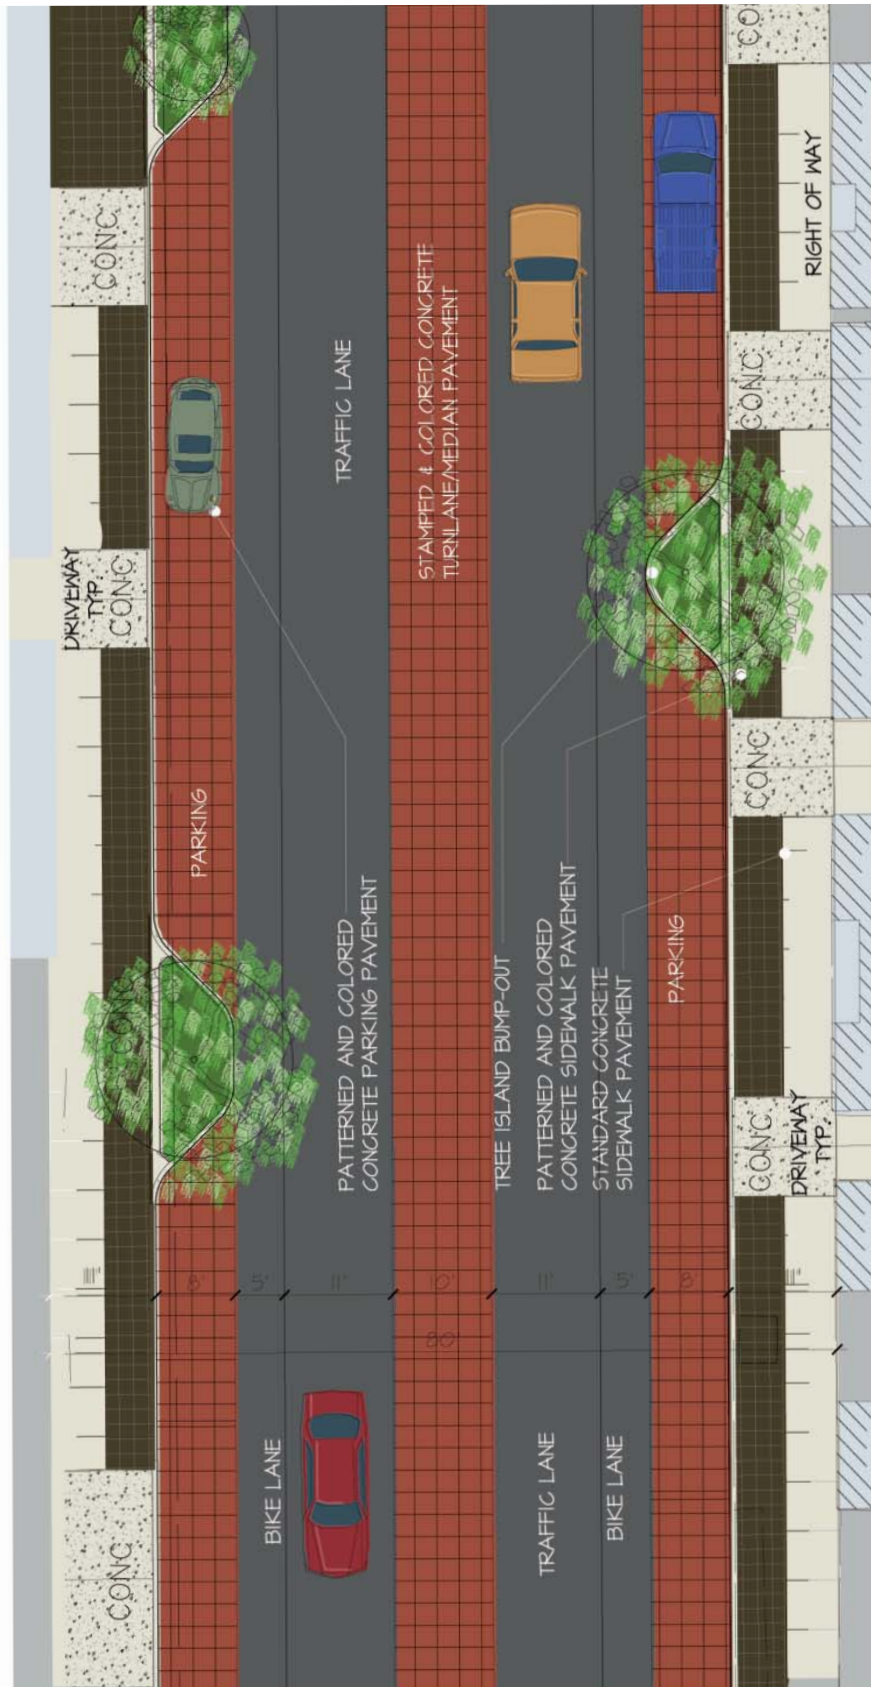 CONC
DRIVEWAY
TYP.
CONC
CONC
CONC
PARKING
TRAFFIC LANE
PATTERNED AND COLORED
CONCRETE PARKING PAVEMENT
BIKE LANE
STAMPED & COLORED CONCRETE
TURNLANE/MEDIAN PAVEMENT
TREE ISLAND BUMP-OUT
PATTERNED AND COLORED
CONCRETE SIDEWALK PAVEMENT
STANDARD CONCRETE
SIDEWALK PAVEMENT
TRAFFIC LANE
BIKE LANE
PARKING
CONC
CONC
CONC
DRIVEWAY
TYP.
RIGHT OF WAY
11'
8'
5'
11'
10'
11'
5'
8'
11'
80'